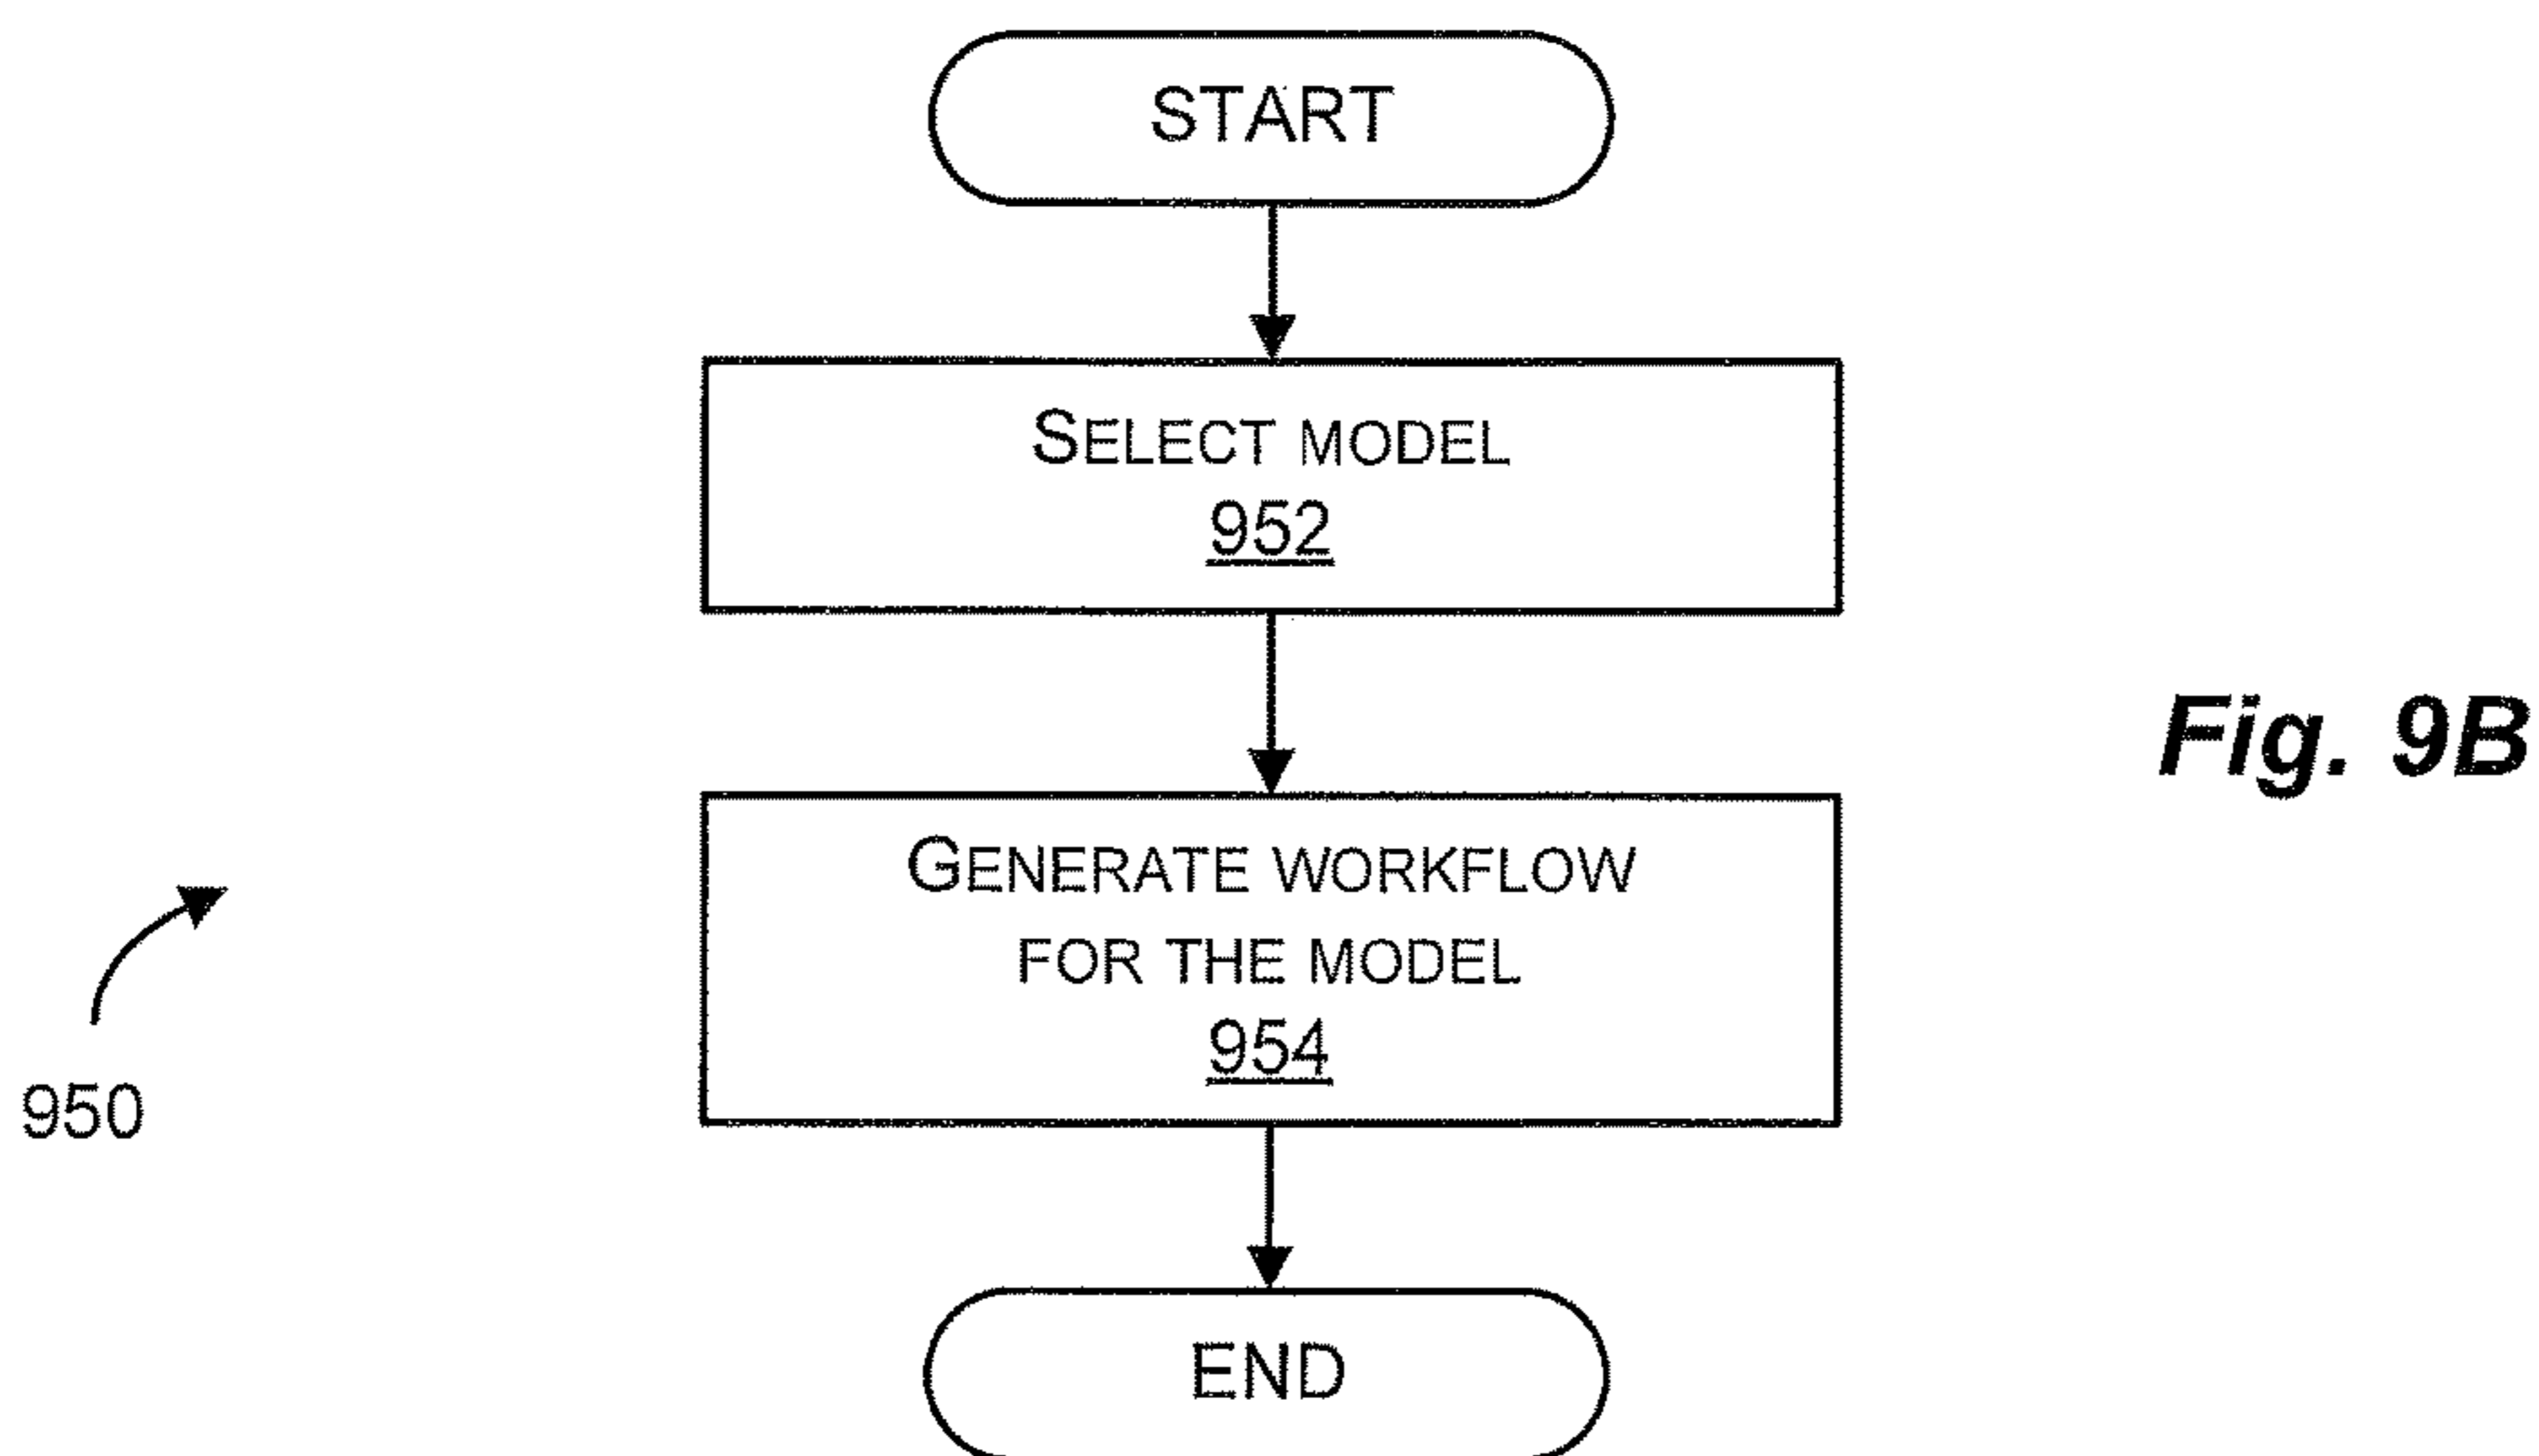 START
SELECT MODEL
952
Fig. 9B
GENERATE WORKFLOW
FOR THE MODEL
954
950
END